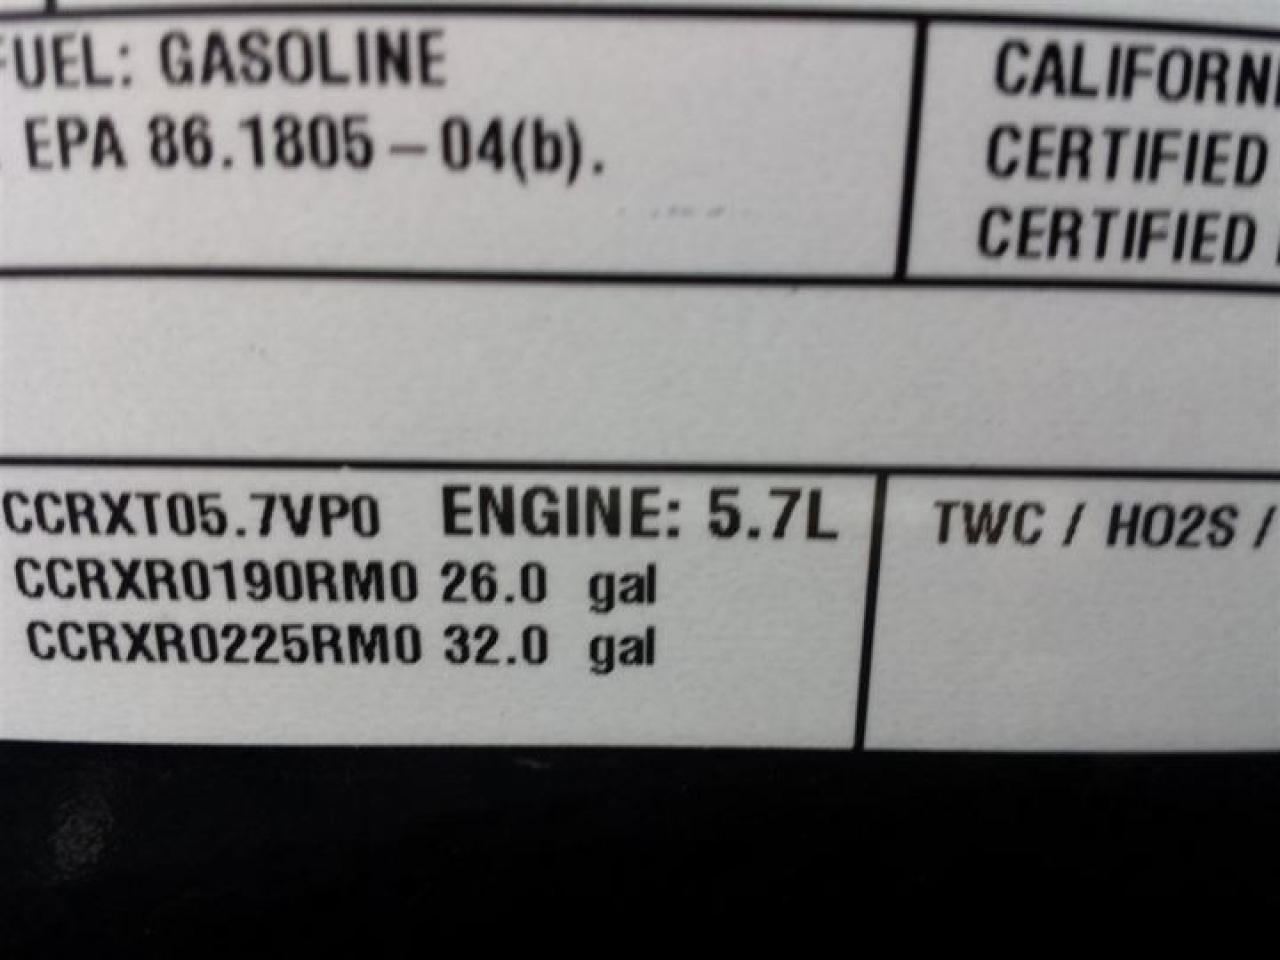 FUEL: GASOLINE
EPA 86.1805-04(b).
CALIFORNI
CERTIFIED
CERTIFIED
CCRXT05.7VP0 ENGINE: 5.7L
CCRXR0190RM0 26.0 gal
CCRXR0225RM0 32.0 gal
TWC / HO2S /